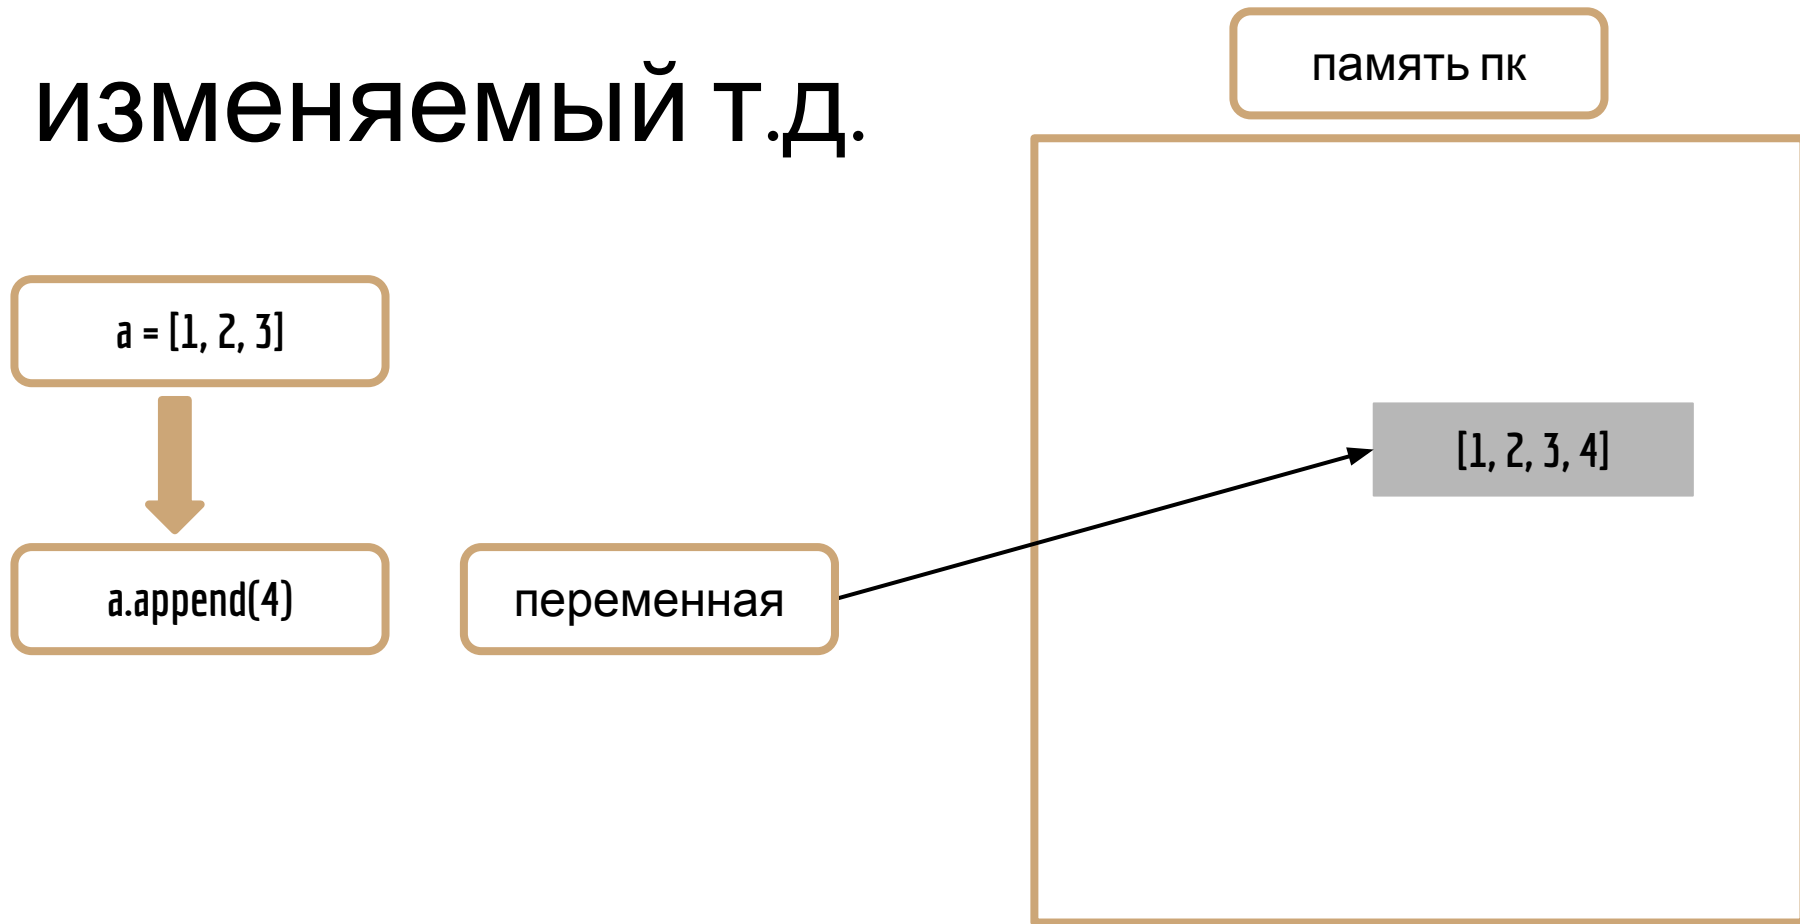 изменяемый т.д.
память пк
a = [1, 2, 3]
[1, 2, 3, 4]
a.append(4)
переменная